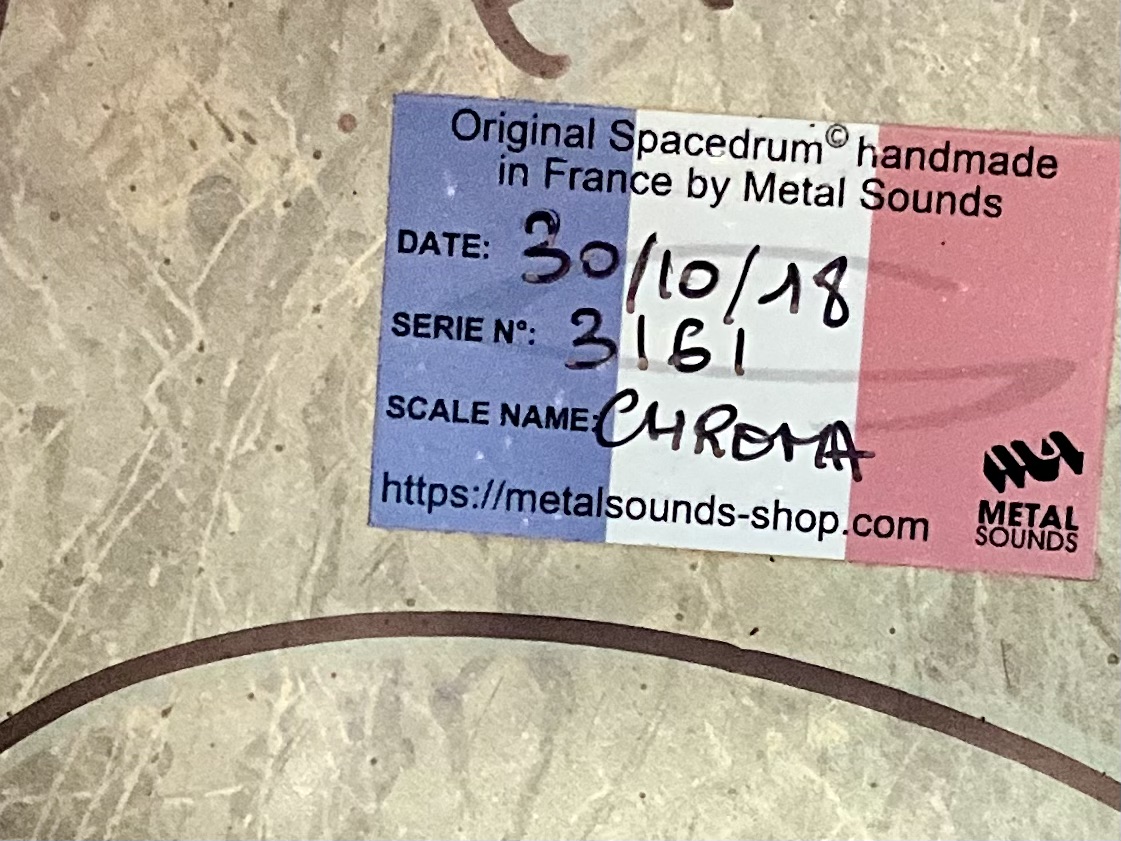 Original Spacedrum© handmade
in France by Metal Sounds
DATE: 30/10/18
SERIE N°: 3161
SCALE NAME: CHROMA
https://metalsounds-shop.com
METAL
SOUNDS